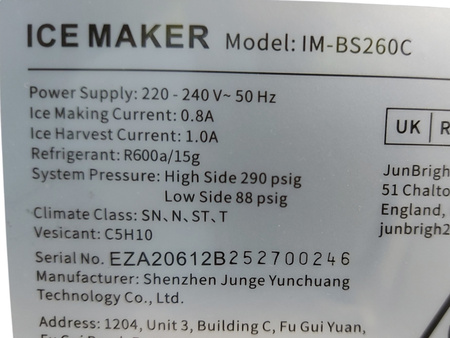 ICE MAKER Model: IM-BS260C
Power Supply: 220 - 240 V~ 50 Hz
Ice Making Current: 0.8A
Ice Harvest Current: 1.0A
Refrigerant: R600a/15g
System Pressure: High Side 290 psig
Low Side 88 psig
Climate Class: SN、N、ST、T
Vesicant: C5H10
Serial No. EZA20612B252700246
Manufacturer: Shenzhen Junge Yunchuang
Technology Co., Ltd.
Address: 1204, Unit 3, Building C, Fu Gui Yuan,
UK | R
JunBrigh
51 Chalto
England,
junbrigh2